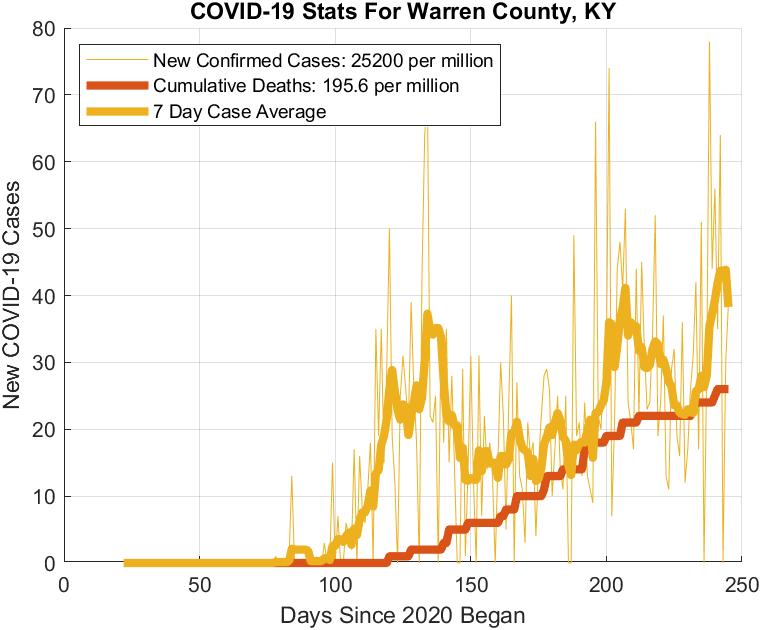 COVID-19 Stats For Warren County, KY
New Confirmed Cases: 25200 per million
Cumulative Deaths: 195.6 per million
7 Day Case Average
New COVID-19 Cases
80
70
60
50
40
30
20
10
0
0 50 100 150 200 250
Days Since 2020 Began